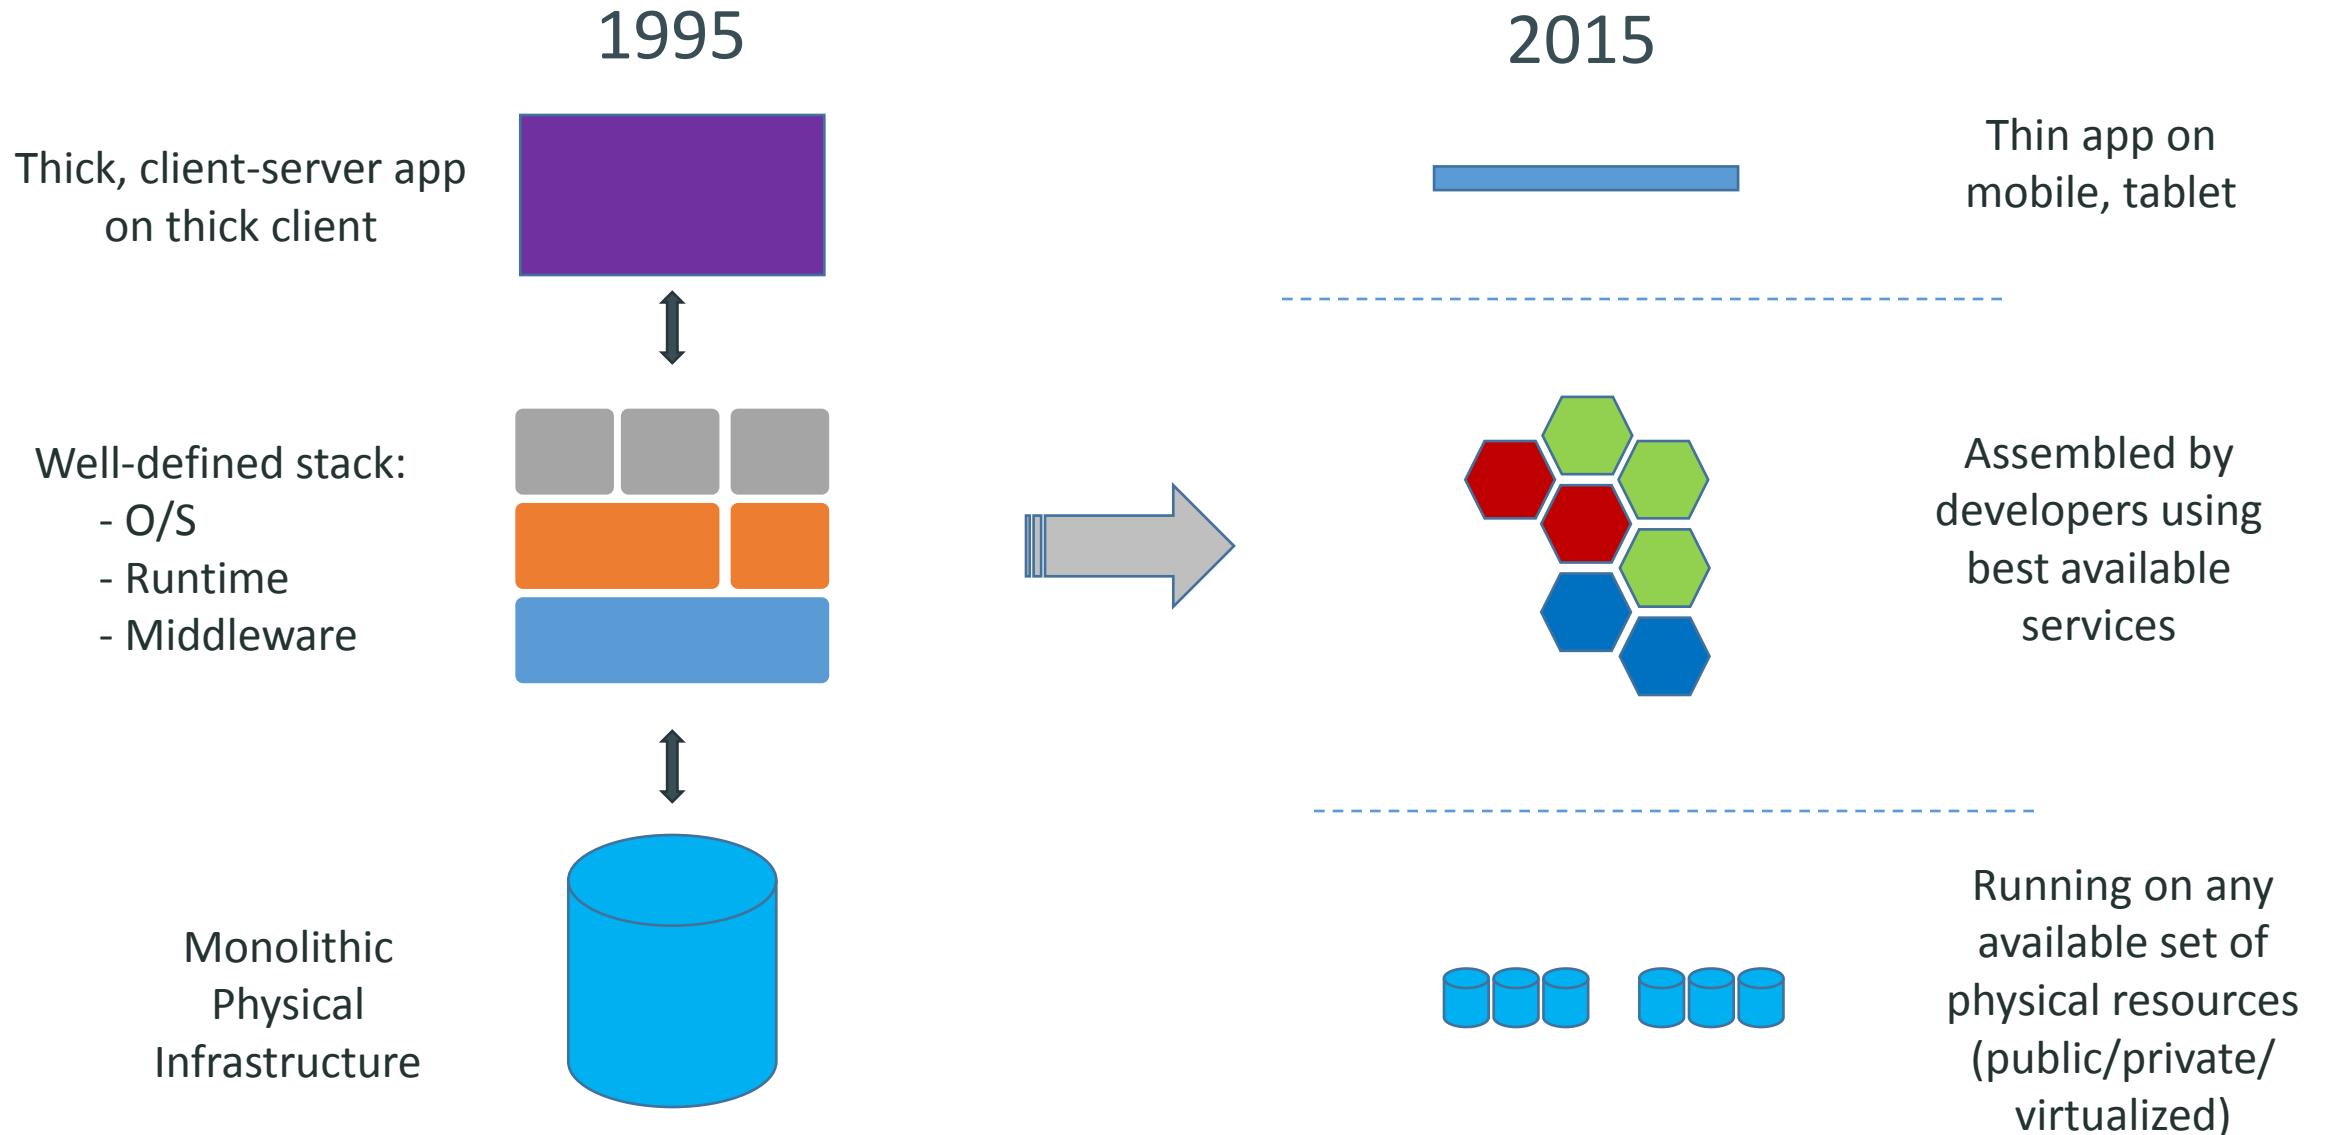 1995
2015
Thick, client-server app
on thick client
Thin app on
mobile, tablet
Well-defined stack:
- O/S
- Runtime
- Middleware
Assembled by
developers using
best available
services
Monolithic
Physical
Infrastructure
Running on any
available set of
physical resources
(public/private/
virtualized)